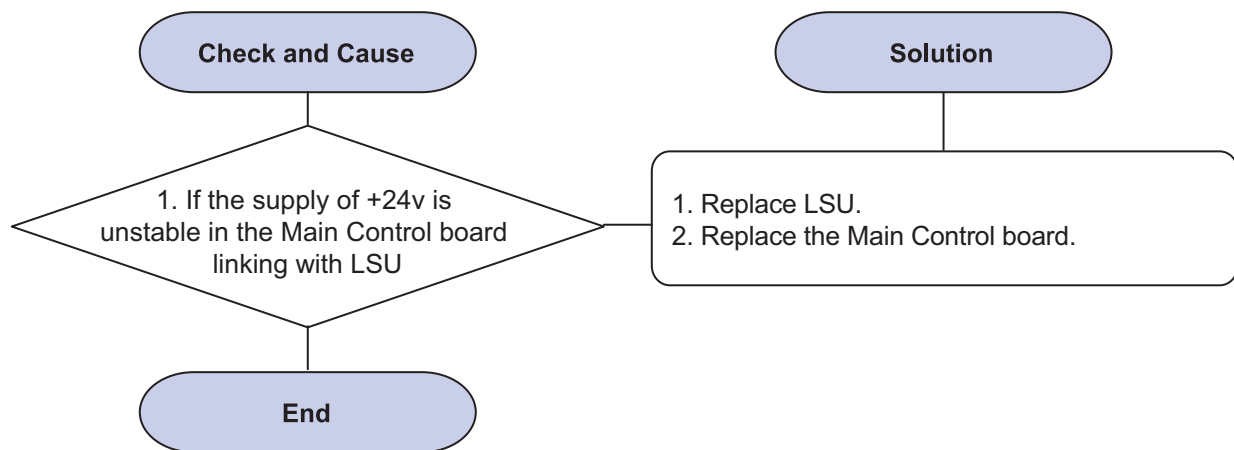 Check and Cause
Solution
1. If the supply of +24v is
unstable in the Main Control board
linking with LSU
1. Replace LSU.
2. Replace the Main Control board.
End